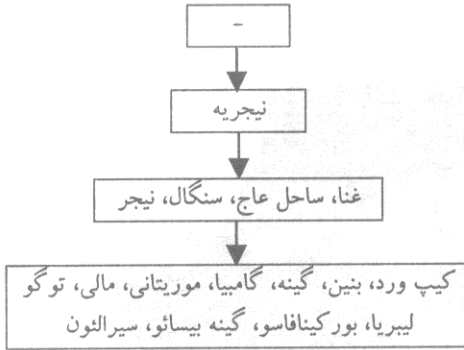 -
نیجریه
غنا، ساحل عاج، سنگال، نیجر
کیپ ورد، بنین، گینه، گامبیا، موریتانی، مالی، توگو
لیبریا، بورکینافاسو، گینه بیسائو، سیرالئون